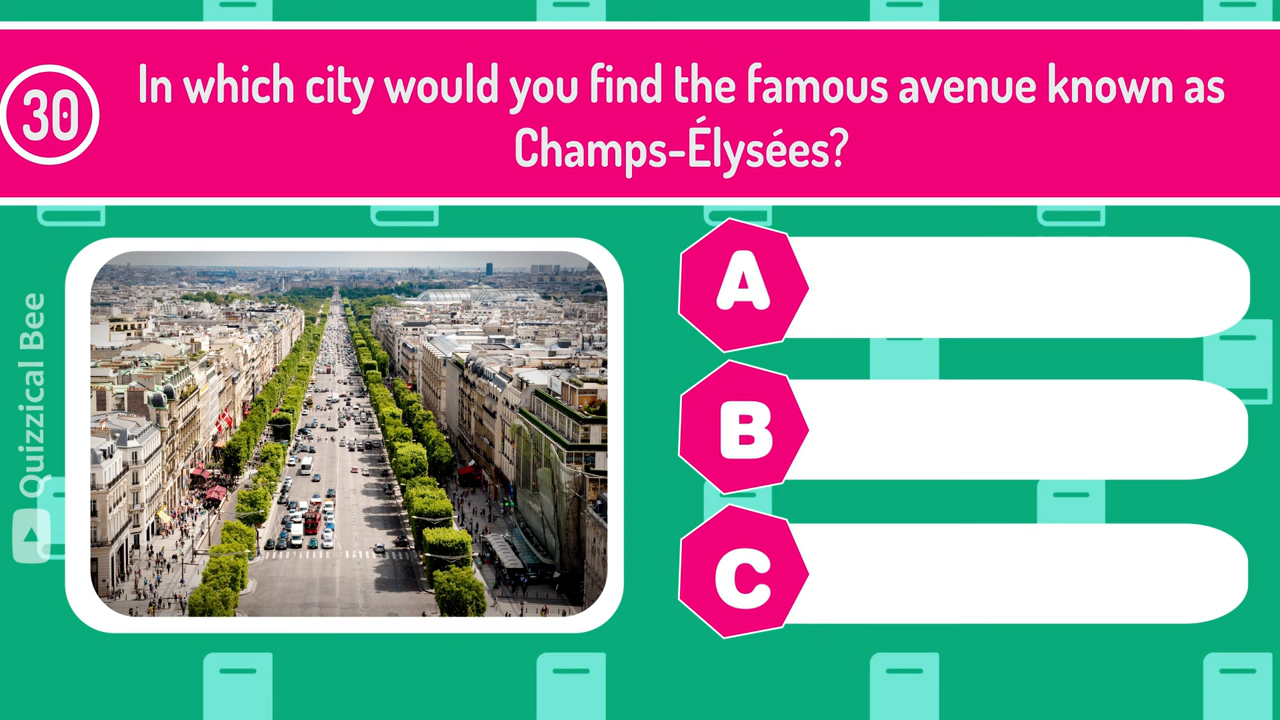 30
In which city would you find the famous avenue known as
Champs-Élysées?
Quizzical Bee
A
B
C